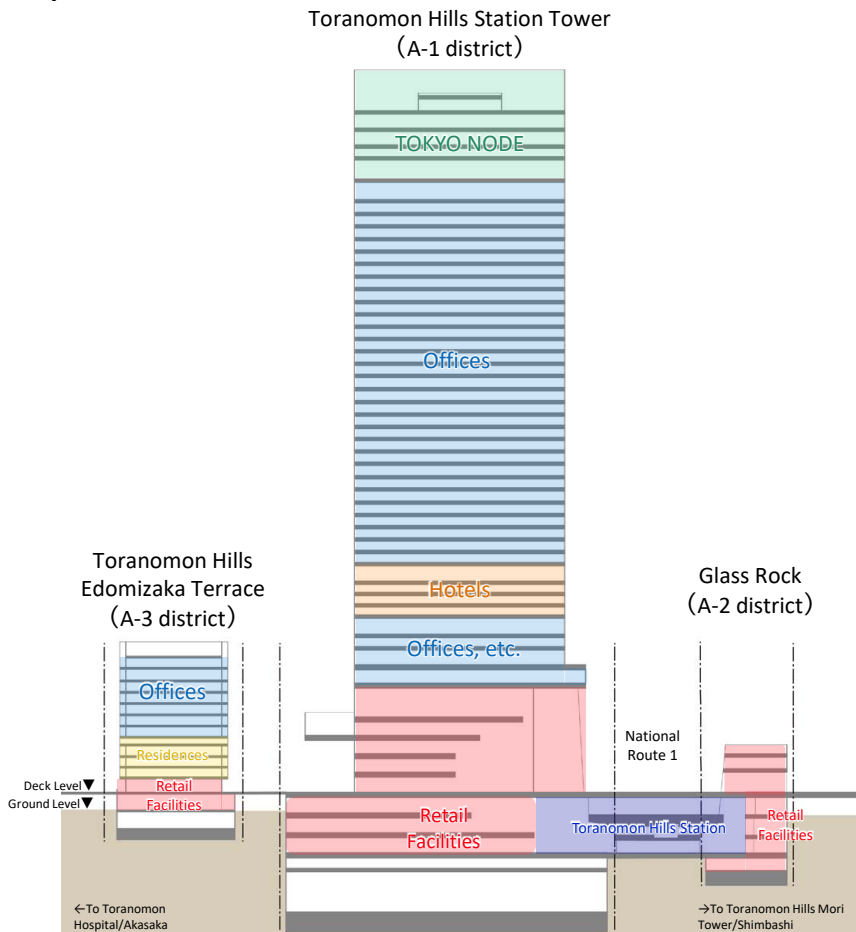 Toranomon Hills Station Tower
（A-1 district）
TOKYO NODE
Offices
Hotels
Offices, etc.
Toranomon Hills
Edomizaka Terrace
（A-3 district）
Offices
Residences
Retail
Facilities
Deck Level▼
Ground Level▼
Glass Rock
（A-2 district）
National
Route 1
Retail
Facilities
Toranomon Hills Station
Retail
Facilities
←To Toranomon
Hospital/Akasaka
→To Toranomon Hills Mori
Tower/Shimbashi